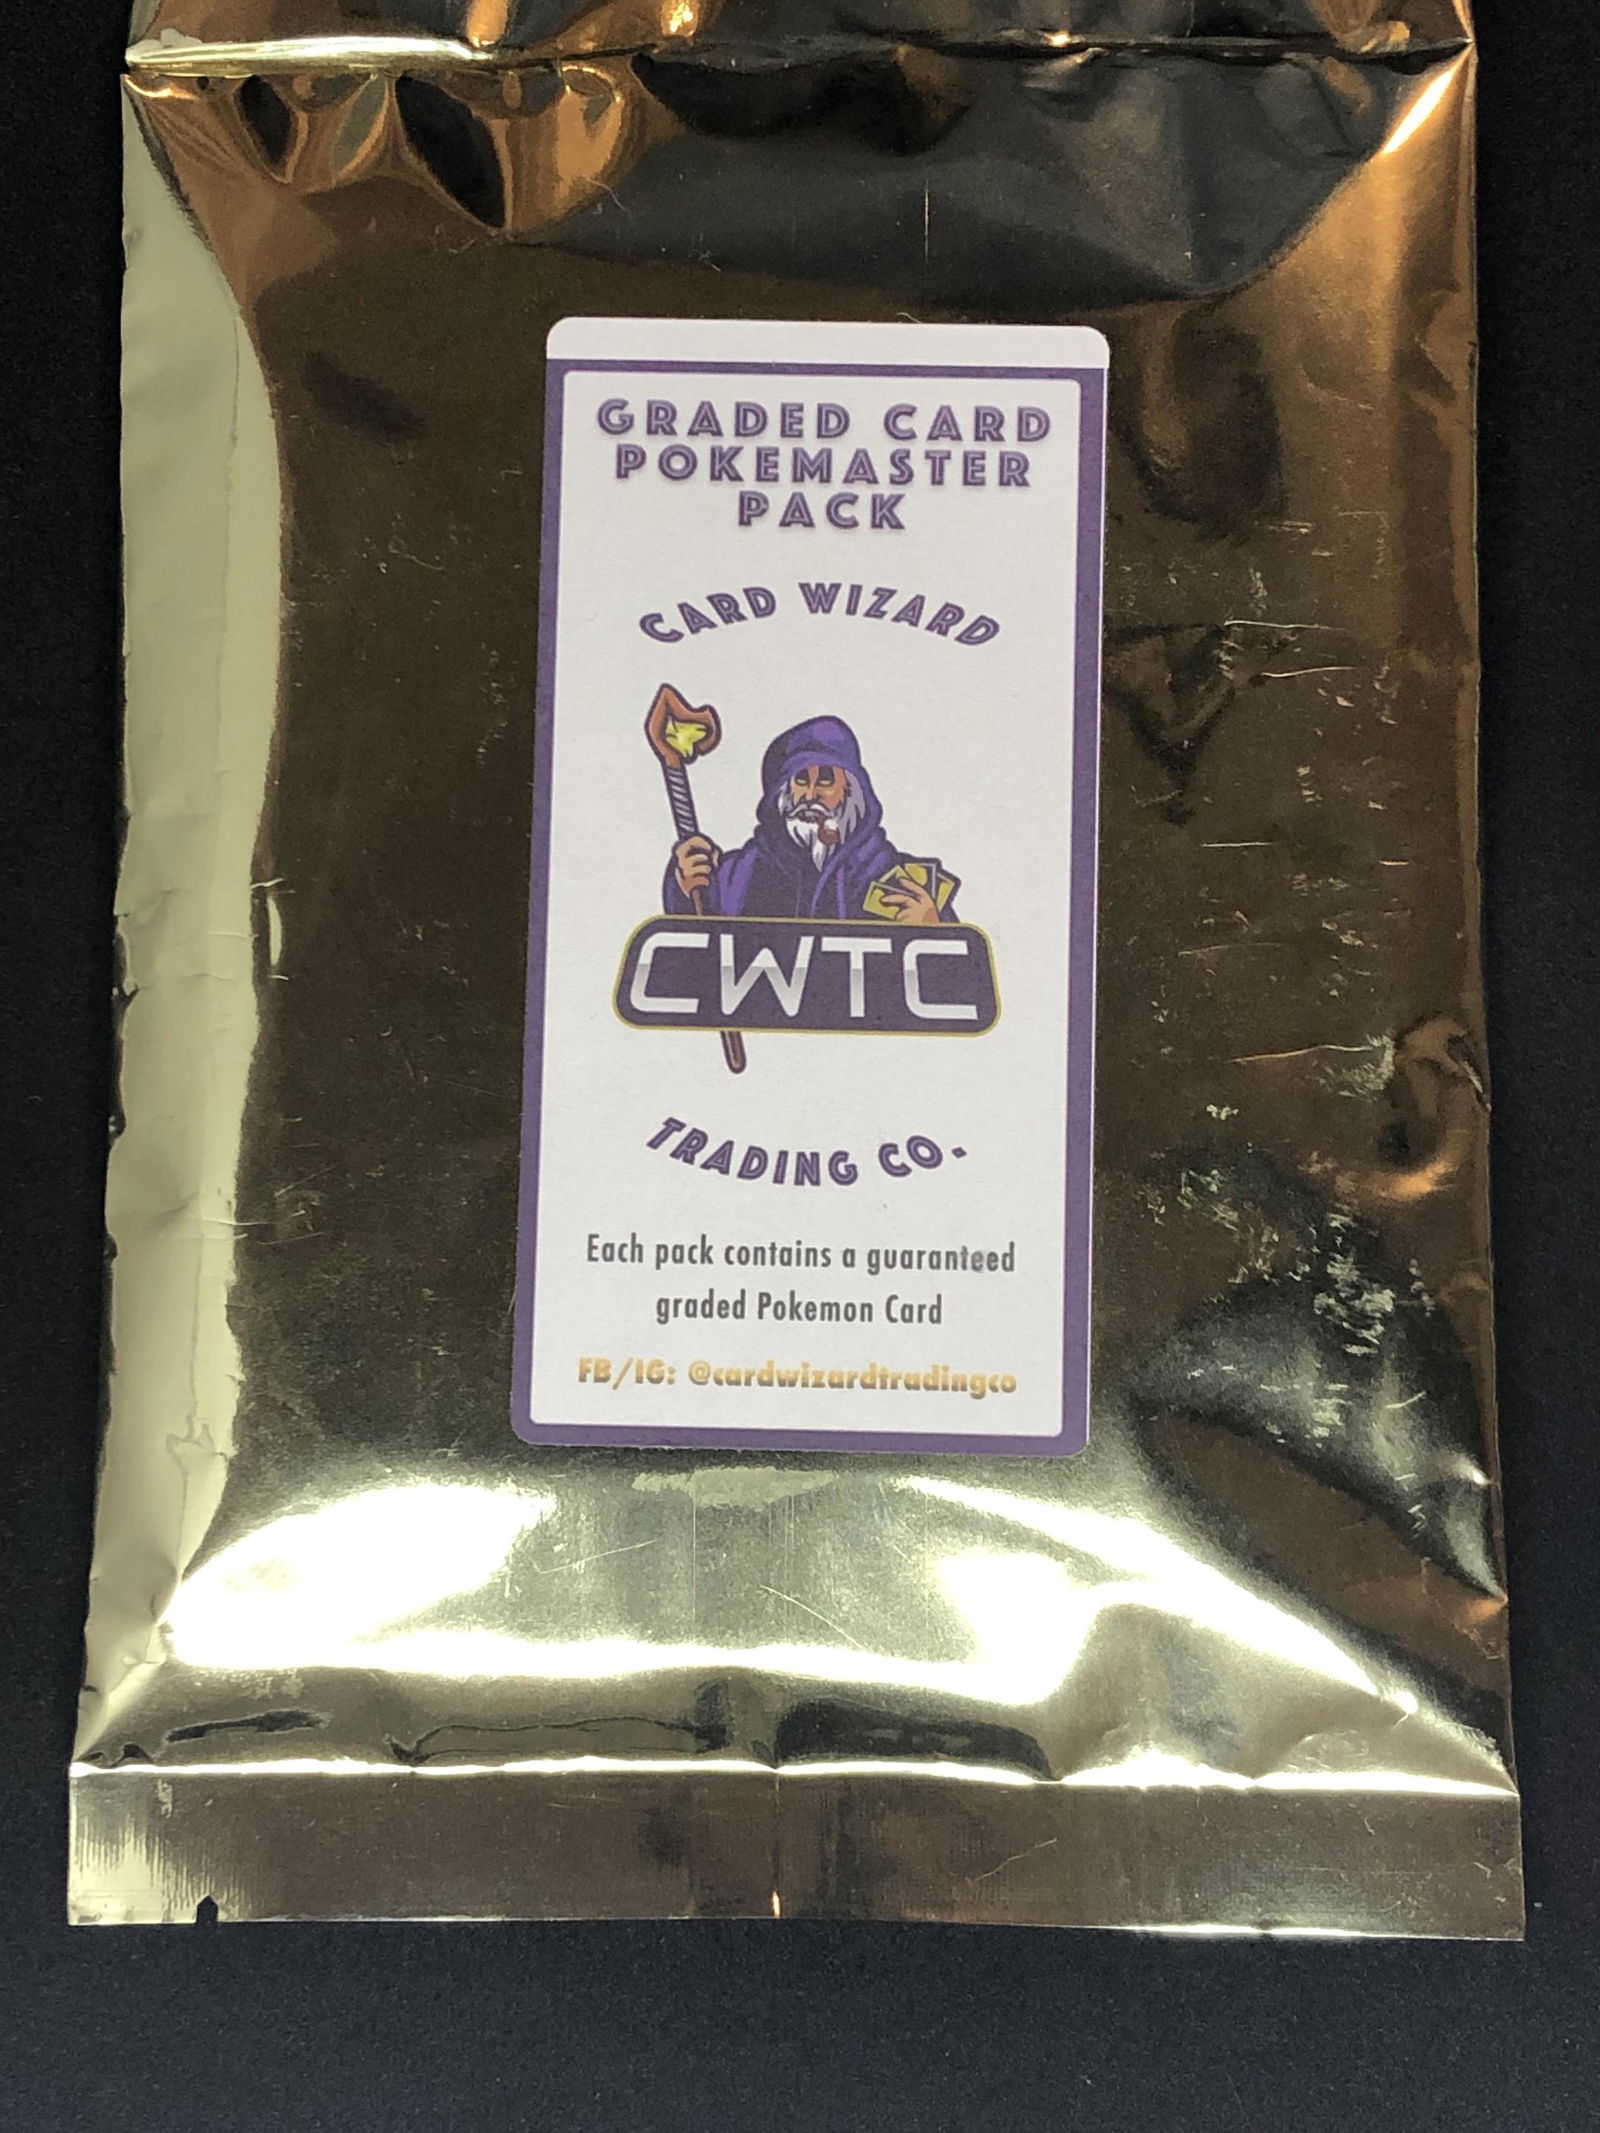 GRADED CARD
POKEMASTER
PACK
CARD WIZARD
CWTC
TRADING CO.
Each pack contains a guaranteed
graded Pokemon Card
FB/IG: @cardwizardtradingco